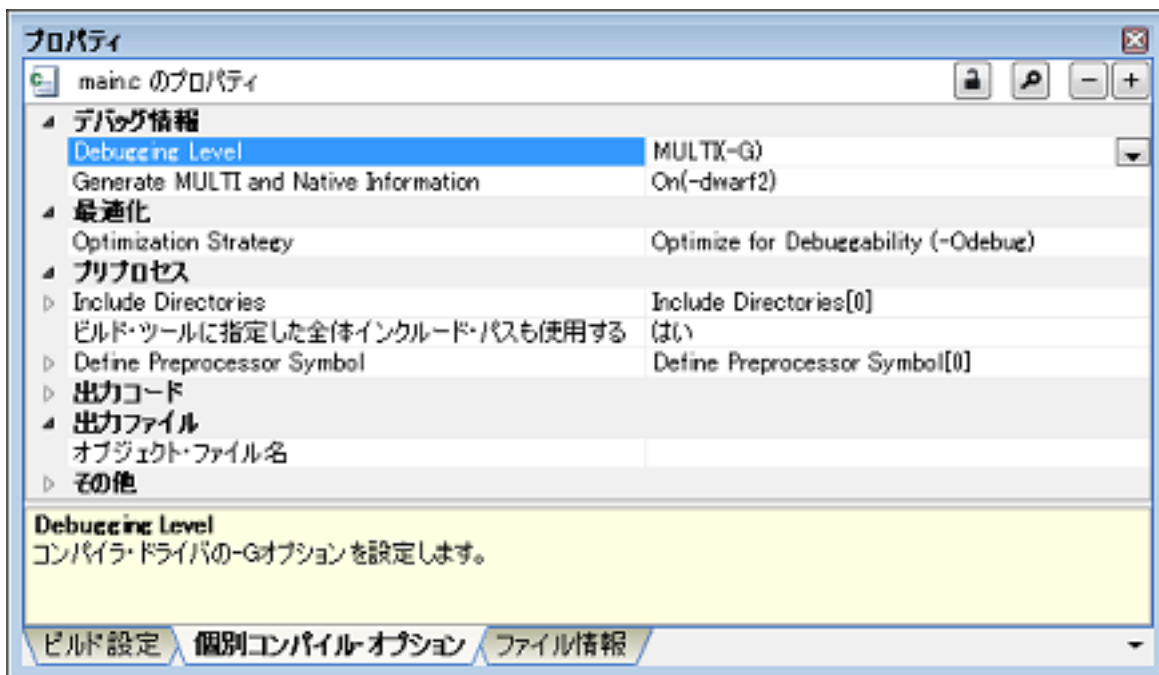 プロパティ
main.c のプロパティ
デバッグ情報
Debugging Level MULTI(-G)
Generate MULTI and Native Information On(-dwarf2)
最適化
Optimization Strategy Optimize for Debuggability (-Odebug)
プリプロセス
Include Directories Include Directories[0]
ビルド・ツールに指定した全体インクルード・パスも使用する はい
Define Preprocessor Symbol Define Preprocessor Symbol[0]
出力コード
出力ファイル
オブジェクト・ファイル名
その他
Debugging Level
コンパイラ・ドライバの-Gオプションを設定します。
ビルド設定 個別コンパイル・オプション ファイル情報